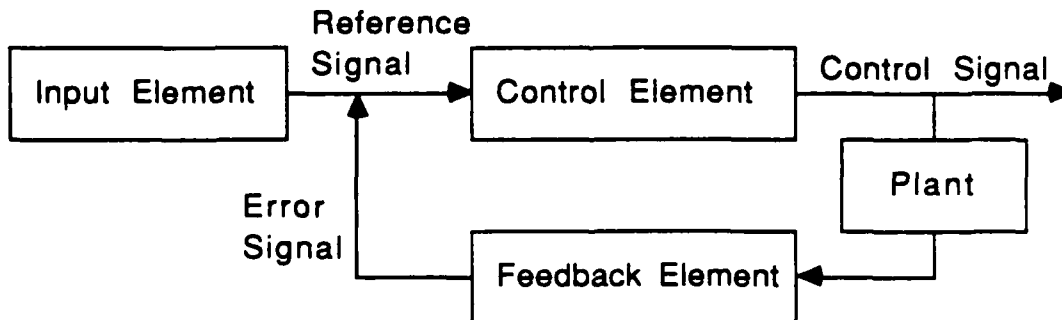 Reference
Signal
Input Element
Control Element
Control Signal
Plant
Error
Signal
Feedback Element